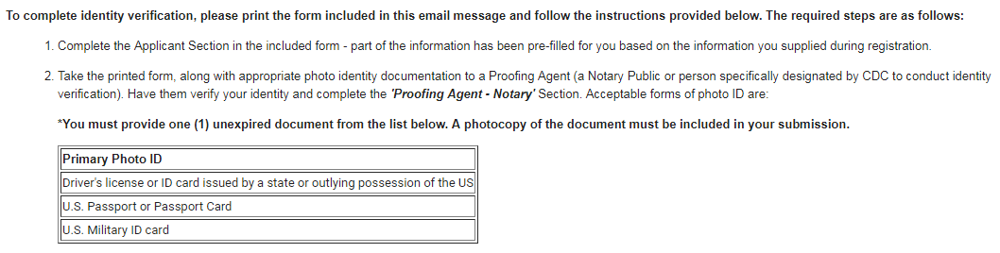 To complete identity verification, please print the form included in this email message and follow the instructions provided below. The required steps are as follows:
1. Complete the Applicant Section in the included form - part of the information has been pre-filled for you based on the information you supplied during registration.
2. Take the printed form, along with appropriate photo identity documentation to a Proofing Agent (a Notary Public or person specifically designated by CDC to conduct identity
verification). Have them verify your identity and complete the 'Proofing Agent - Notary' Section. Acceptable forms of photo ID are:
*You must provide one (1) unexpired document from the list below. A photocopy of the document must be included in your submission.
Primary Photo ID
Driver's license or ID card issued by a state or outlying possession of the US
U.S. Passport or Passport Card
U.S. Military ID card